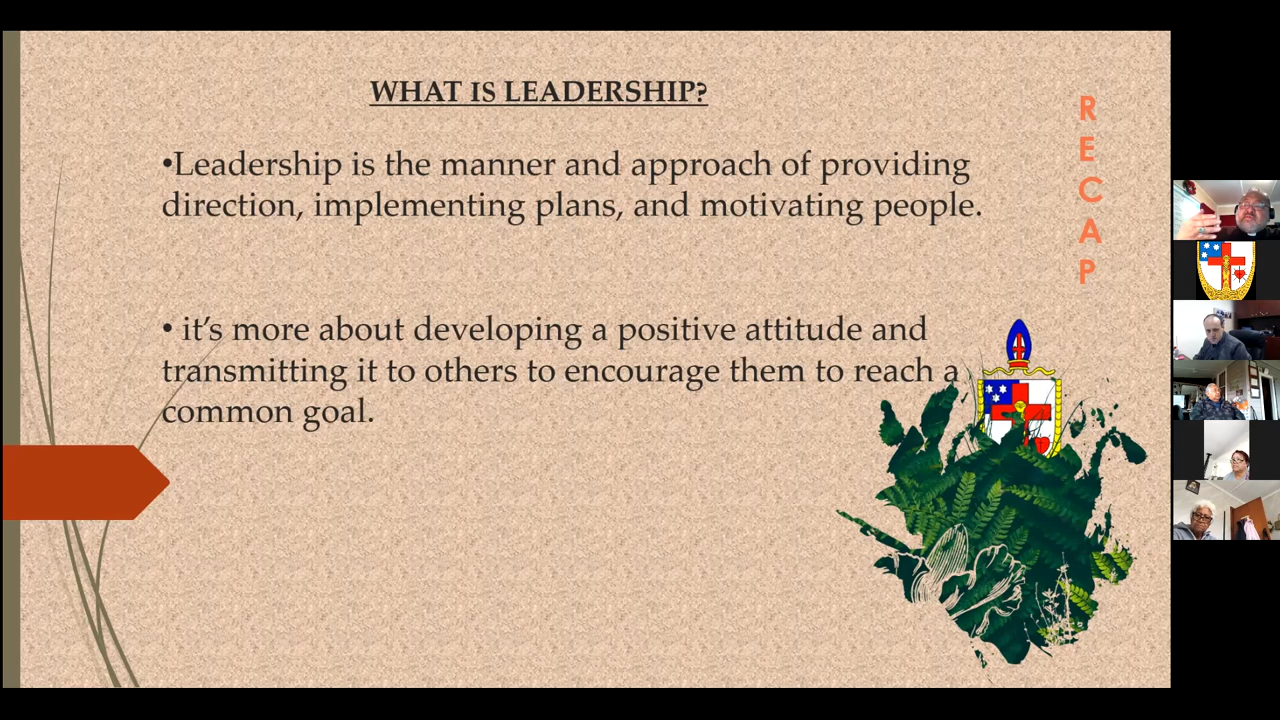 WHAT IS LEADERSHIP?
•Leadership is the manner and approach of providing
direction, implementing plans, and motivating people.
• it’s more about developing a positive attitude and
transmitting it to others to encourage them to reach a
common goal.
R
E
C
A
P